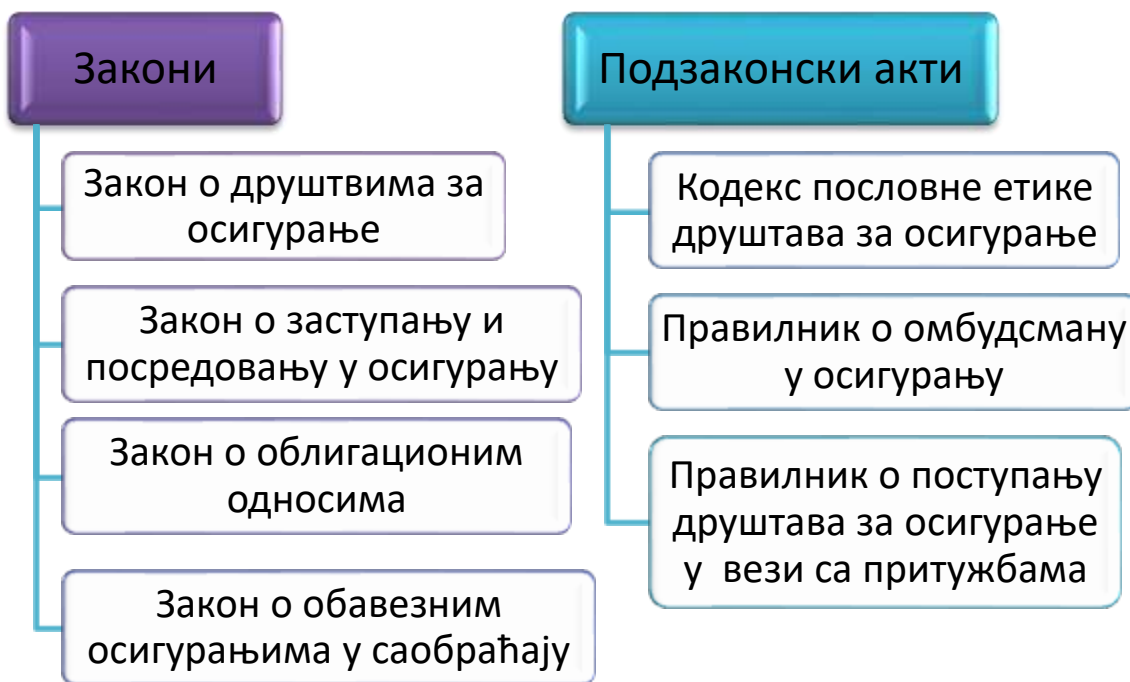 Закони
Закон о друштвима за
осигурање
Закон о заступању и
посредовању у осигурању
Закон о облигационим
односима
Закон о обавезним
осигурањима у саобраћају
Подзаконски акти
Кодекс пословне етике
друштава за осигурање
Правилник о омбудсману
у осигурању
Правилник о поступању
друштава за осигурање
у вези са притужбама